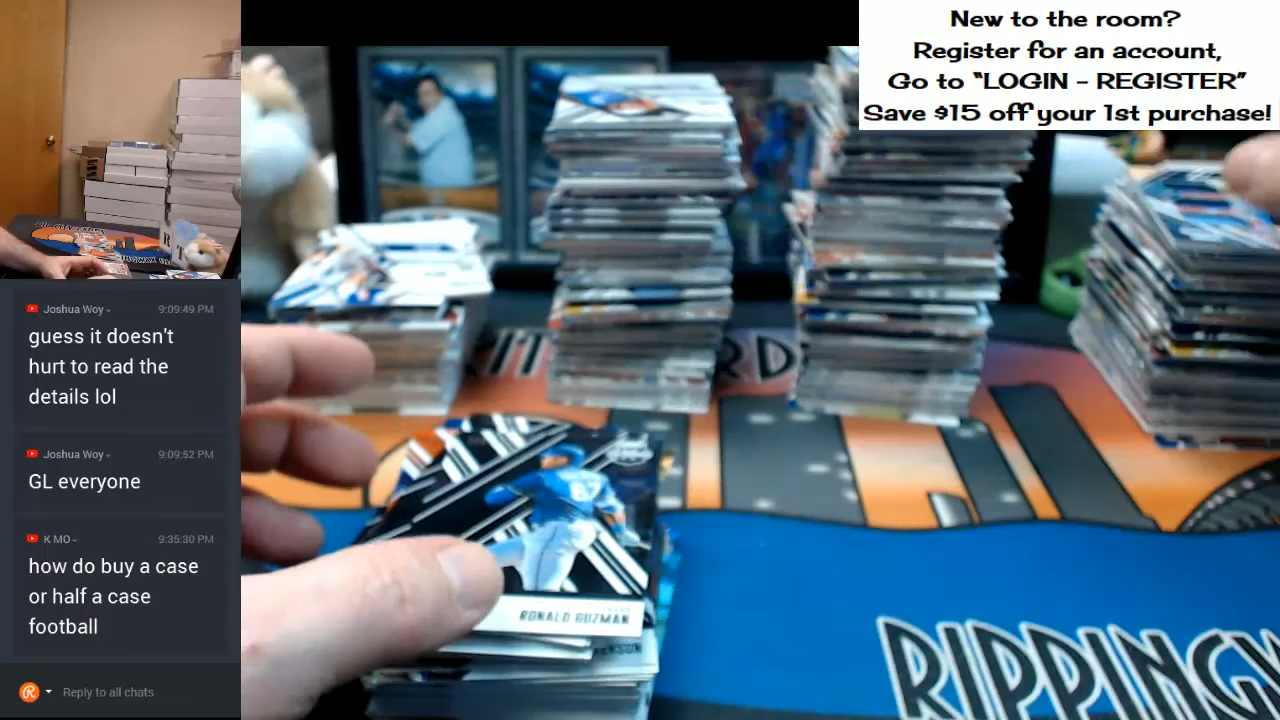 New to the room?
Register for an account,
Go to “LOGIN - REGISTER”
Save $15 off your 1st purchase!
Joshua Woy
9:09:49 PM
guess it doesn't
hurt to read the
details lol
Joshua Woy
9:09:52 PM
GL everyone
K MO
9:35:30 PM
how do buy a case
or half a case
football
Reply to all chats
RONALD GUZMAN
RIPPINGW